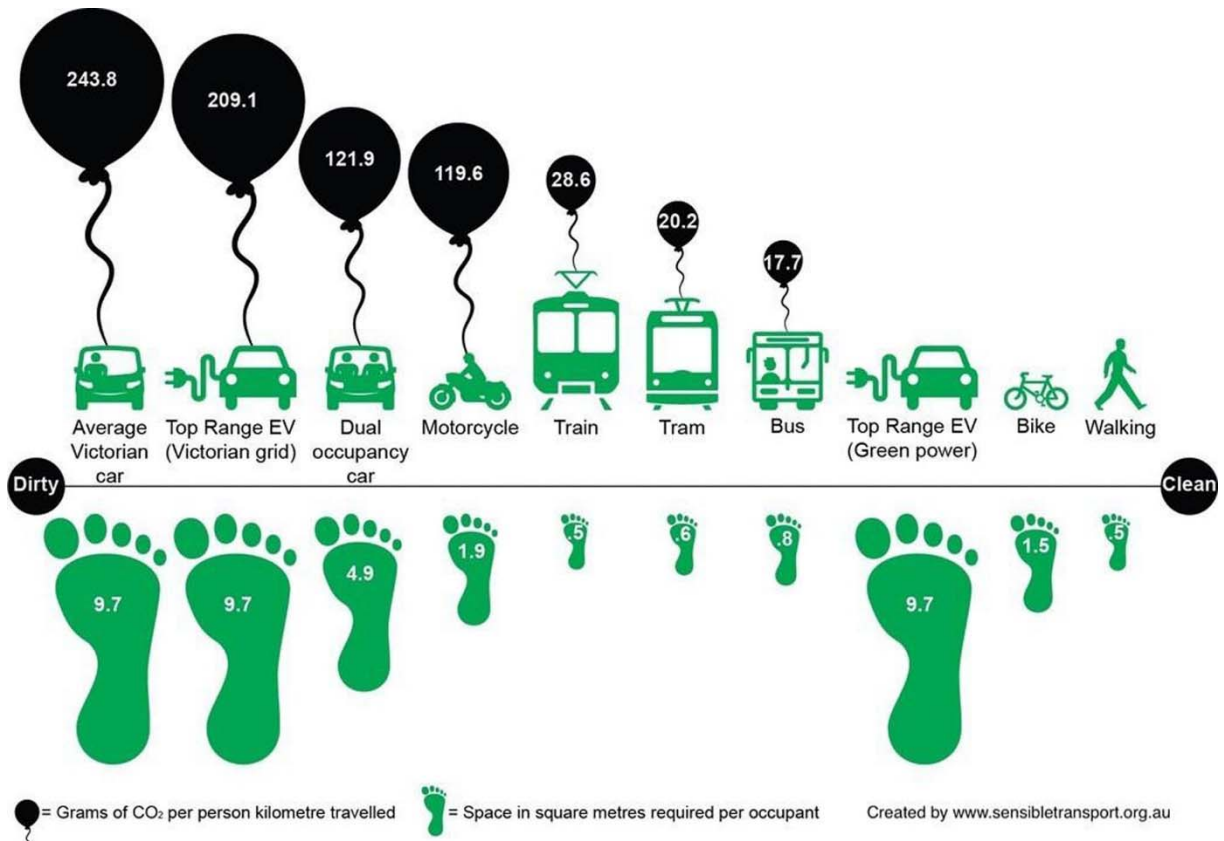 243.8
209.1
121.9
119.6
28.6
20.2
17.7
Average
Victorian
car
Top Range EV
(Victorian grid)
Dual
occupancy
car
Motorcycle
Train
Tram
Bus
Top Range EV
(Green power)
Bike
Walking
Dirty
Clean
9.7
9.7
4.9
1.9
.5
.6
.8
9.7
1.5
.5
= Grams of CO₂ per person kilometre travelled
= Space in square metres required per occupant
Created by www.sensibletransport.org.au